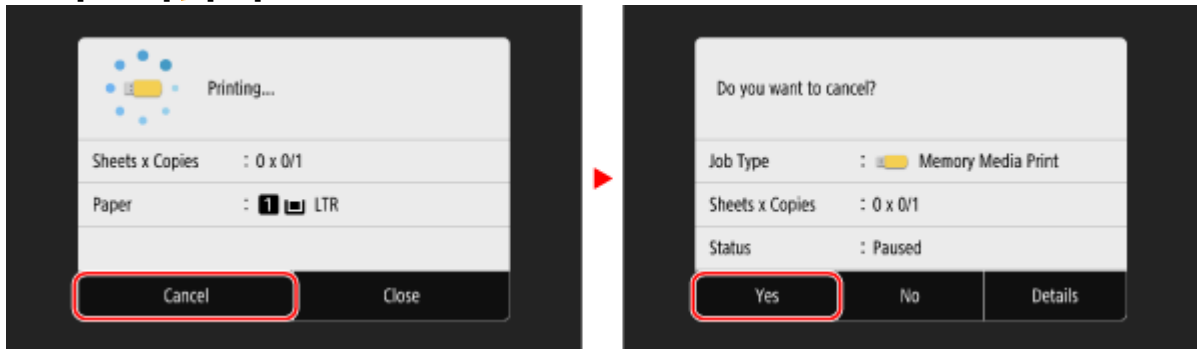 Printing...
Sheets x Copies : 0 x 0/1
Paper : 1 LTR
Cancel Close
Do you want to cancel?
Job Type : Memory Media Print
Sheets x Copies : 0 x 0/1
Status : Paused
Yes No Details